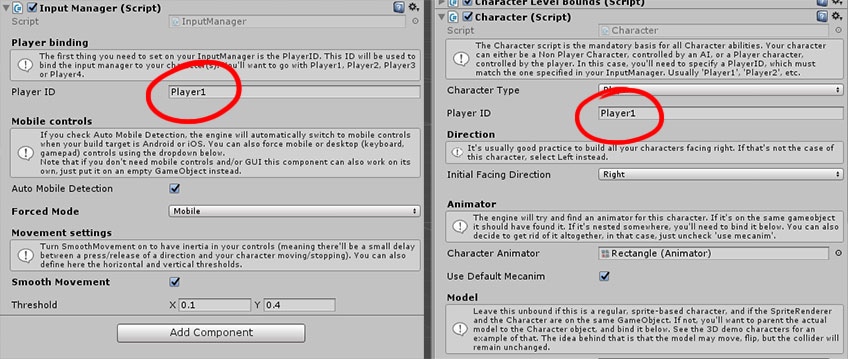 Input Manager (Script)
Script
InputManager
Player binding
The first thing you need to set on your InputManager is the PlayerID. This ID will be used
to bind the input manager to your character(s). You'll want to go with Player1, Player2, Player3
or Player4.
Player ID
Player1
Mobile controls
If you check Auto Mobile Detection, the engine will automatically switch to mobile controls
when your build target is Android or iOS. You can also force mobile or desktop (keyboard,
gamepad) controls using the dropdown below.
Note that if you don't need mobile controls and/or GUI this component can also work on its
own, just put it on an empty GameObject instead.
Auto Mobile Detection
Forced Mode
Mobile
Movement settings
Turn SmoothMovement on to have inertia in your controls (meaning there'll be a small delay
between a press/release of a direction and your character moving/stopping). You can also
define here the horizontal and vertical thresholds.
Smooth Movement
Threshold
X 0.1
Y 0.4
Add Component
Character Level Bounds (Script)
Character (Script)
Script
Character
The Character script is the mandatory basis for all Character abilities. Your character
can either be a Non Player Character, controlled by an AI, or a Player character,
controlled by the player. In this case, you'll need to specify a PlayerID, which must
match the one specified in your InputManager. Usually 'Player1', 'Player2', etc.
Character Type
Player ID
Player1
Direction
It's usually good practice to build all your characters facing right. If that's not the case of
this character, select Left instead.
Initial Facing Direction
Right
Animator
The engine will try and find an animator for this character. If it's on the same gameobject
it should have found it. If it's nested somewhere, you'll need to bind it below. You can also
decide to get rid of it altogether, in that case, just uncheck 'use mecanim'.
Character Animator
Rectangle (Animator)
Use Default Mecanim
Model
Leave this unbound if this is a regular, sprite-based character, and if the SpriteRenderer
and the Character are on the same GameObject. If not, you'll want to parent the actual
model to the Character object, and bind it below. See the 3D demo characters for an
example of that. The idea behind that is that the model may move, flip, but the collider will
remain unchanged.